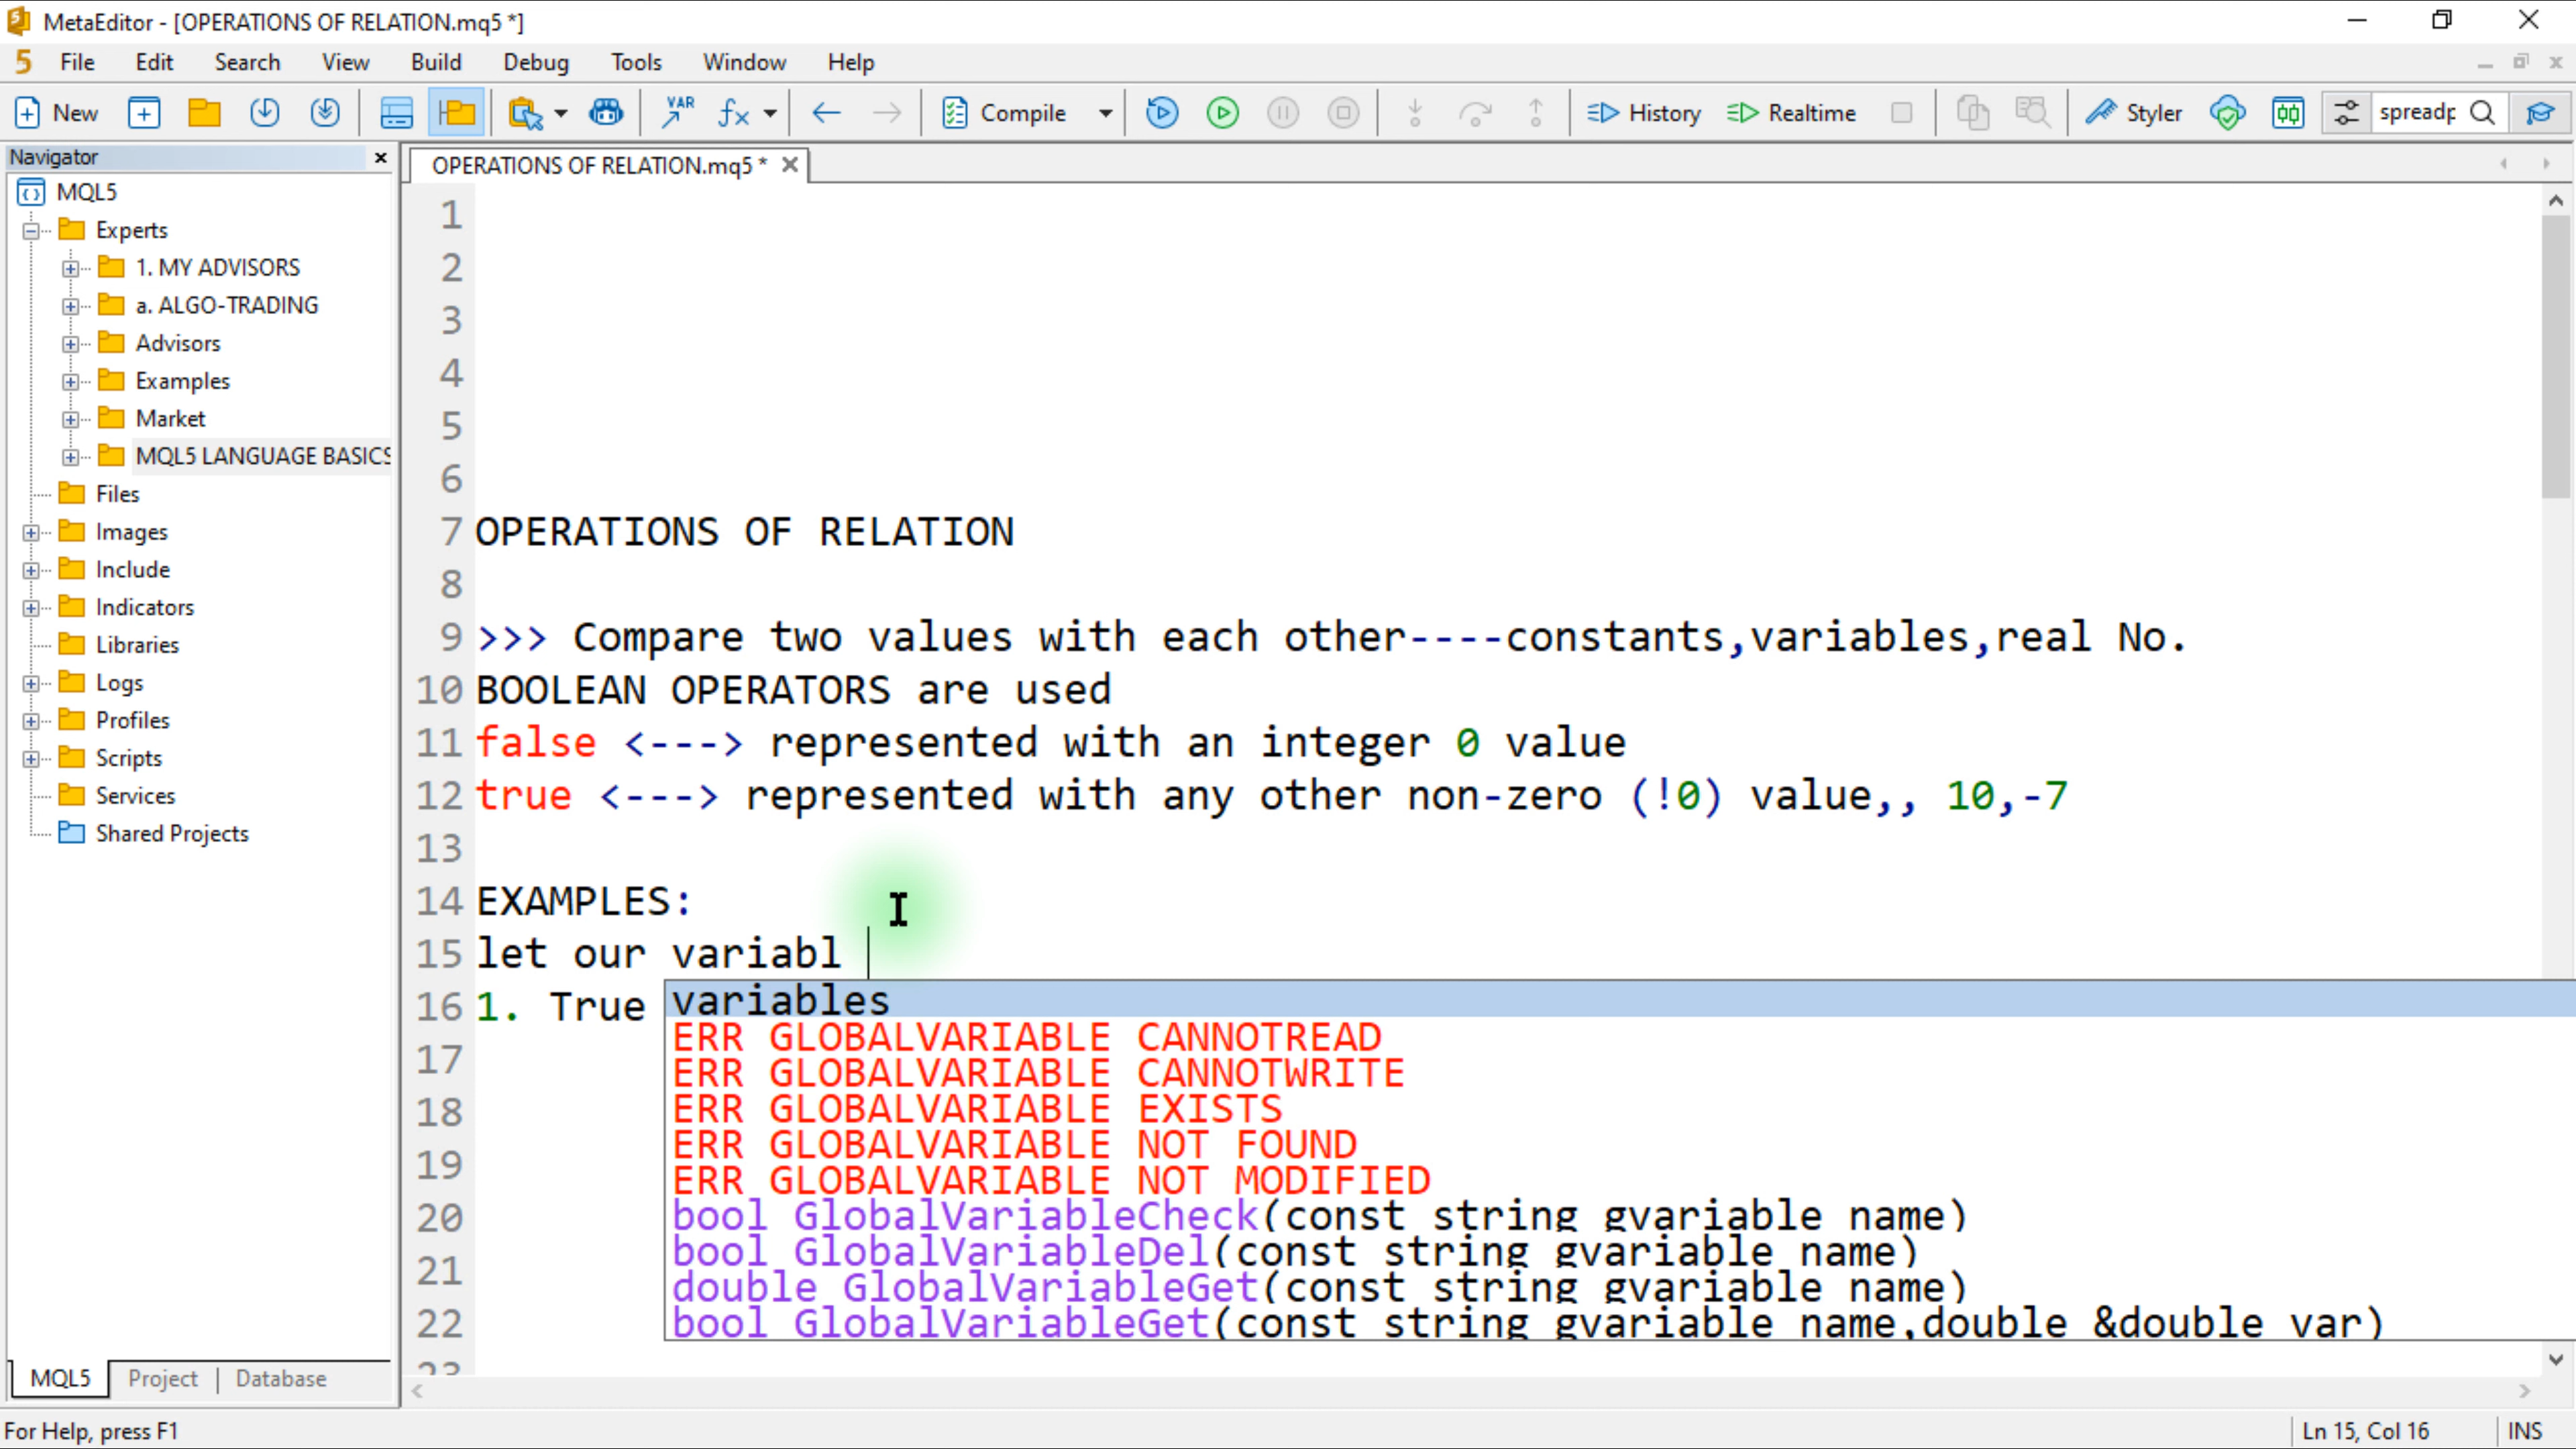 MetaEditor - [OPERATIONS OF RELATION.mq5 *]
5 File Edit Search View Build Debug Tools Window Help
New VAR fx Compile History Realtime Styler spreadp
Navigator
MQL5
Experts
1. MY ADVISORS
a. ALGO-TRADING
Advisors
Examples
Market
MQL5 LANGUAGE BASICS
Files
Images
Include
Indicators
Libraries
Logs
Profiles
Scripts
Services
Shared Projects
MQL5 Project Database
OPERATIONS OF RELATION.mq5 *
1
2
3
4
5
6
7 OPERATIONS OF RELATION
8
9 >>> Compare two values with each other----constants,variables,real No.
10 BOOLEAN OPERATORS are used
11 false <---> represented with an integer 0 value
12 true <---> represented with any other non-zero (!0) value,, 10,-7
13
14 EXAMPLES:
15 let our variabl
16 1. True
17
18
19
20
21
22
23
variables
ERR GLOBALVARIABLE CANNOTREAD
ERR GLOBALVARIABLE CANNOTWRITE
ERR GLOBALVARIABLE EXISTS
ERR GLOBALVARIABLE NOT FOUND
ERR GLOBALVARIABLE NOT MODIFIED
bool GlobalVariableCheck(const string gvariable name)
bool GlobalVariableDel(const string gvariable name)
double GlobalVariableGet(const string gvariable name)
bool GlobalVariableGet(const string gvariable name,double &double var)
For Help, press F1
Ln 15, Col 16 INS